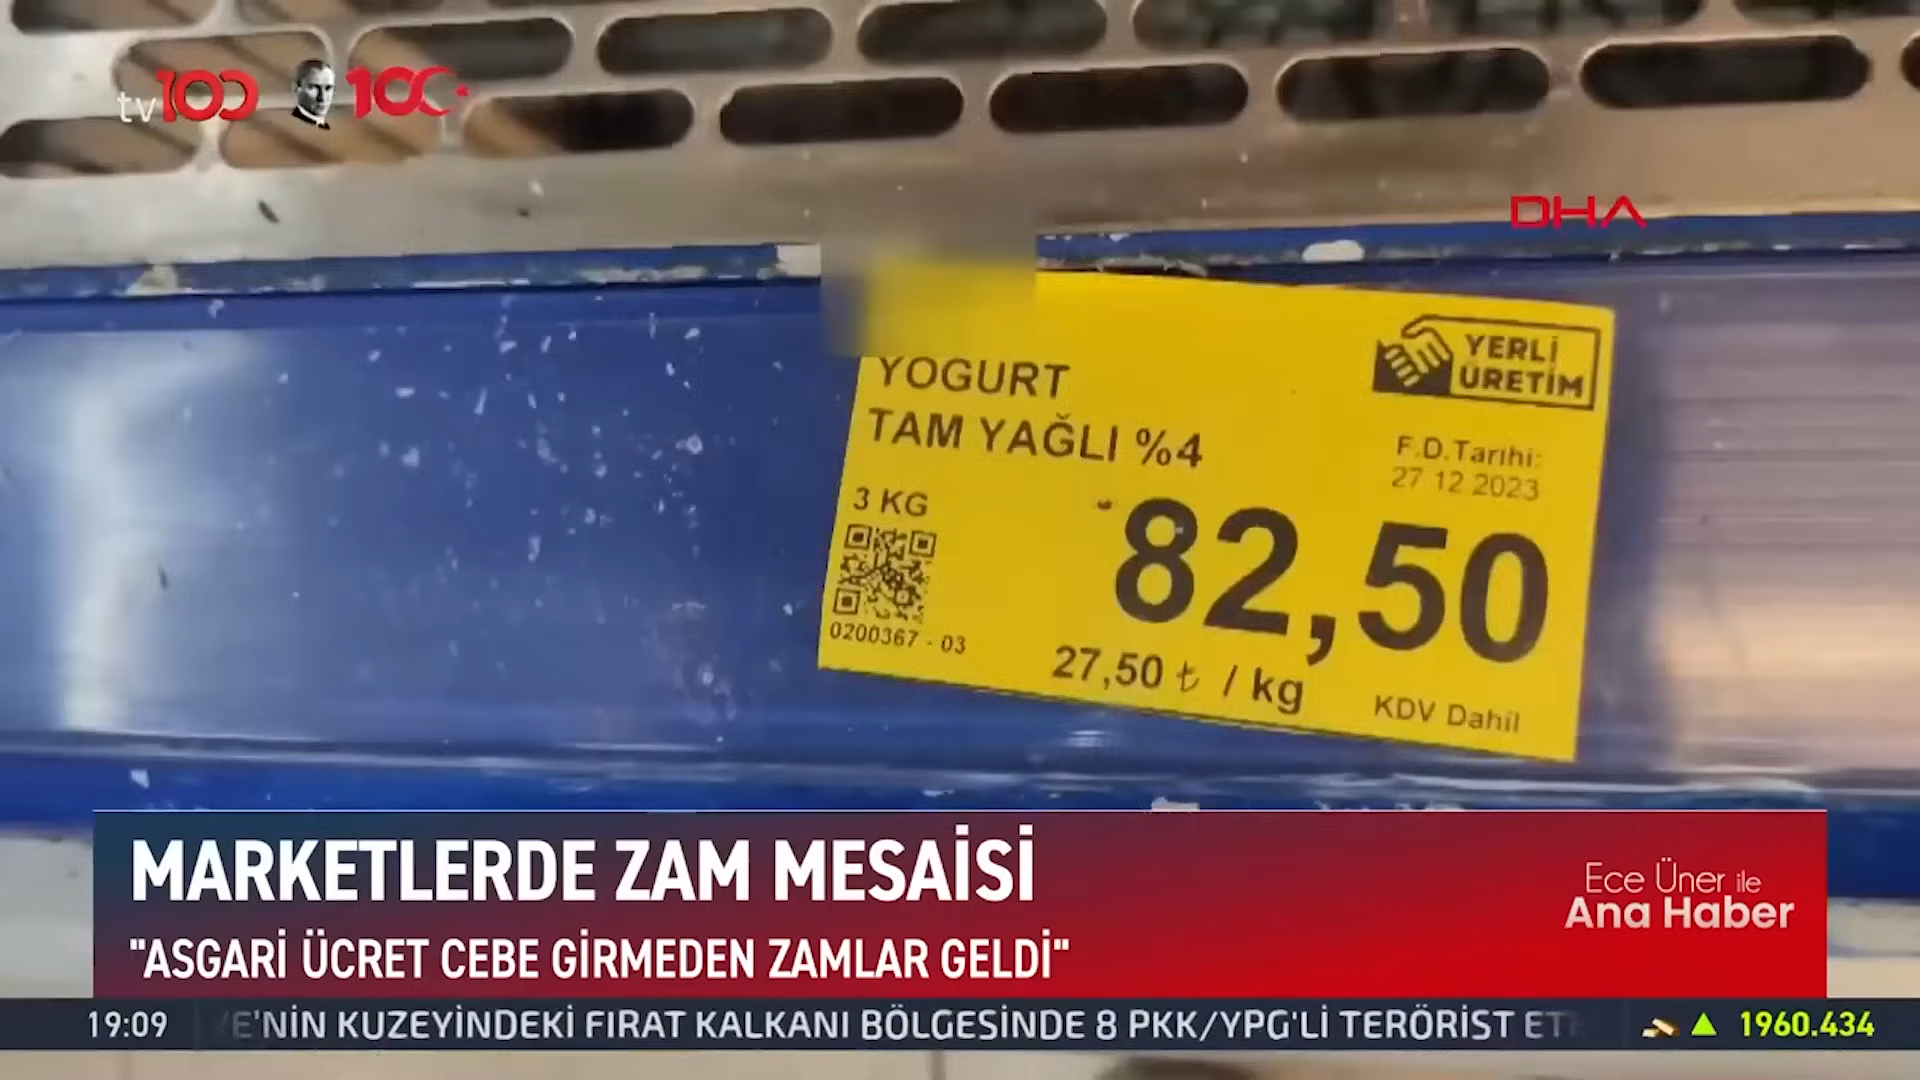 tv100
100
DHA
YERLİ
ÜRETİM
YOGURT
TAM YAĞLI %4
F.D.Tarihi:
27 12 2023
3 KG
82,50
0200367 - 03
27,50 ₺ / kg
KDV Dahil
MARKETLERDE ZAM MESAİSİ
"ASGARİ ÜCRET CEBE GİRMEDEN ZAMLAR GELDİ"
Ece Üner ile
Ana Haber
19:09
E'NİN KUZEYİNDEKİ FIRAT KALKANI BÖLGESİNDE 8 PKK/YPG'Lİ TERÖRİST ET
1960.434